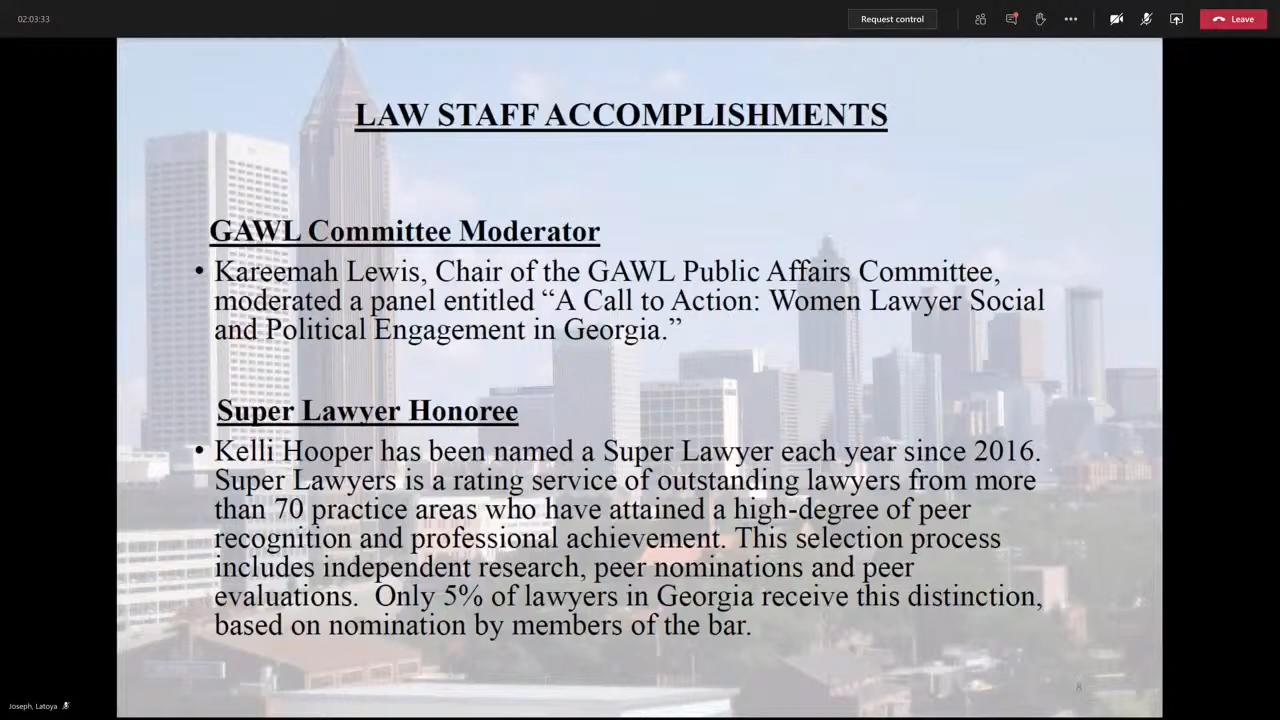 02:03:33
Request control
Leave
LAW STAFF ACCOMPLISHMENTS
GAWL Committee Moderator
• Kareemah Lewis, Chair of the GAWL Public Affairs Committee,
moderated a panel entitled “A Call to Action: Women Lawyer Social
and Political Engagement in Georgia.”
Super Lawyer Honoree
• Kelli Hooper has been named a Super Lawyer each year since 2016.
Super Lawyers is a rating service of outstanding lawyers from more
than 70 practice areas who have attained a high-degree of peer
recognition and professional achievement. This selection process
includes independent research, peer nominations and peer
evaluations.  Only 5% of lawyers in Georgia receive this distinction,
based on nomination by members of the bar.
8
Joseph, Latoya